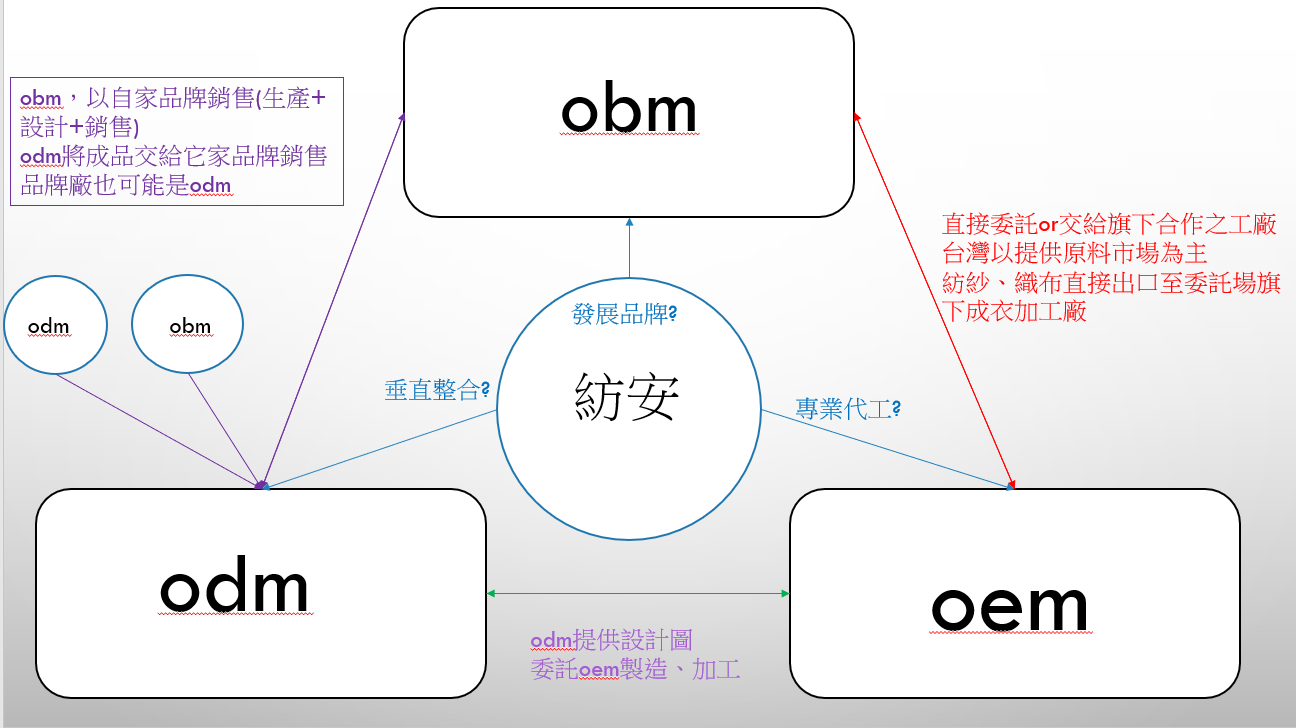 obm
obm，以自家品牌銷售(生產+
設計+銷售)
odm將成品交給它家品牌銷售
品牌廠也可能是odm
直接委託or交給旗下合作之工廠
台灣以提供原料市場為主
紡紗、織布直接出口至委託場旗
下成衣加工廠
odm
obm
發展品牌?
紡安
垂直整合?
專業代工?
odm
oem
odm提供設計圖
委託oem製造、加工